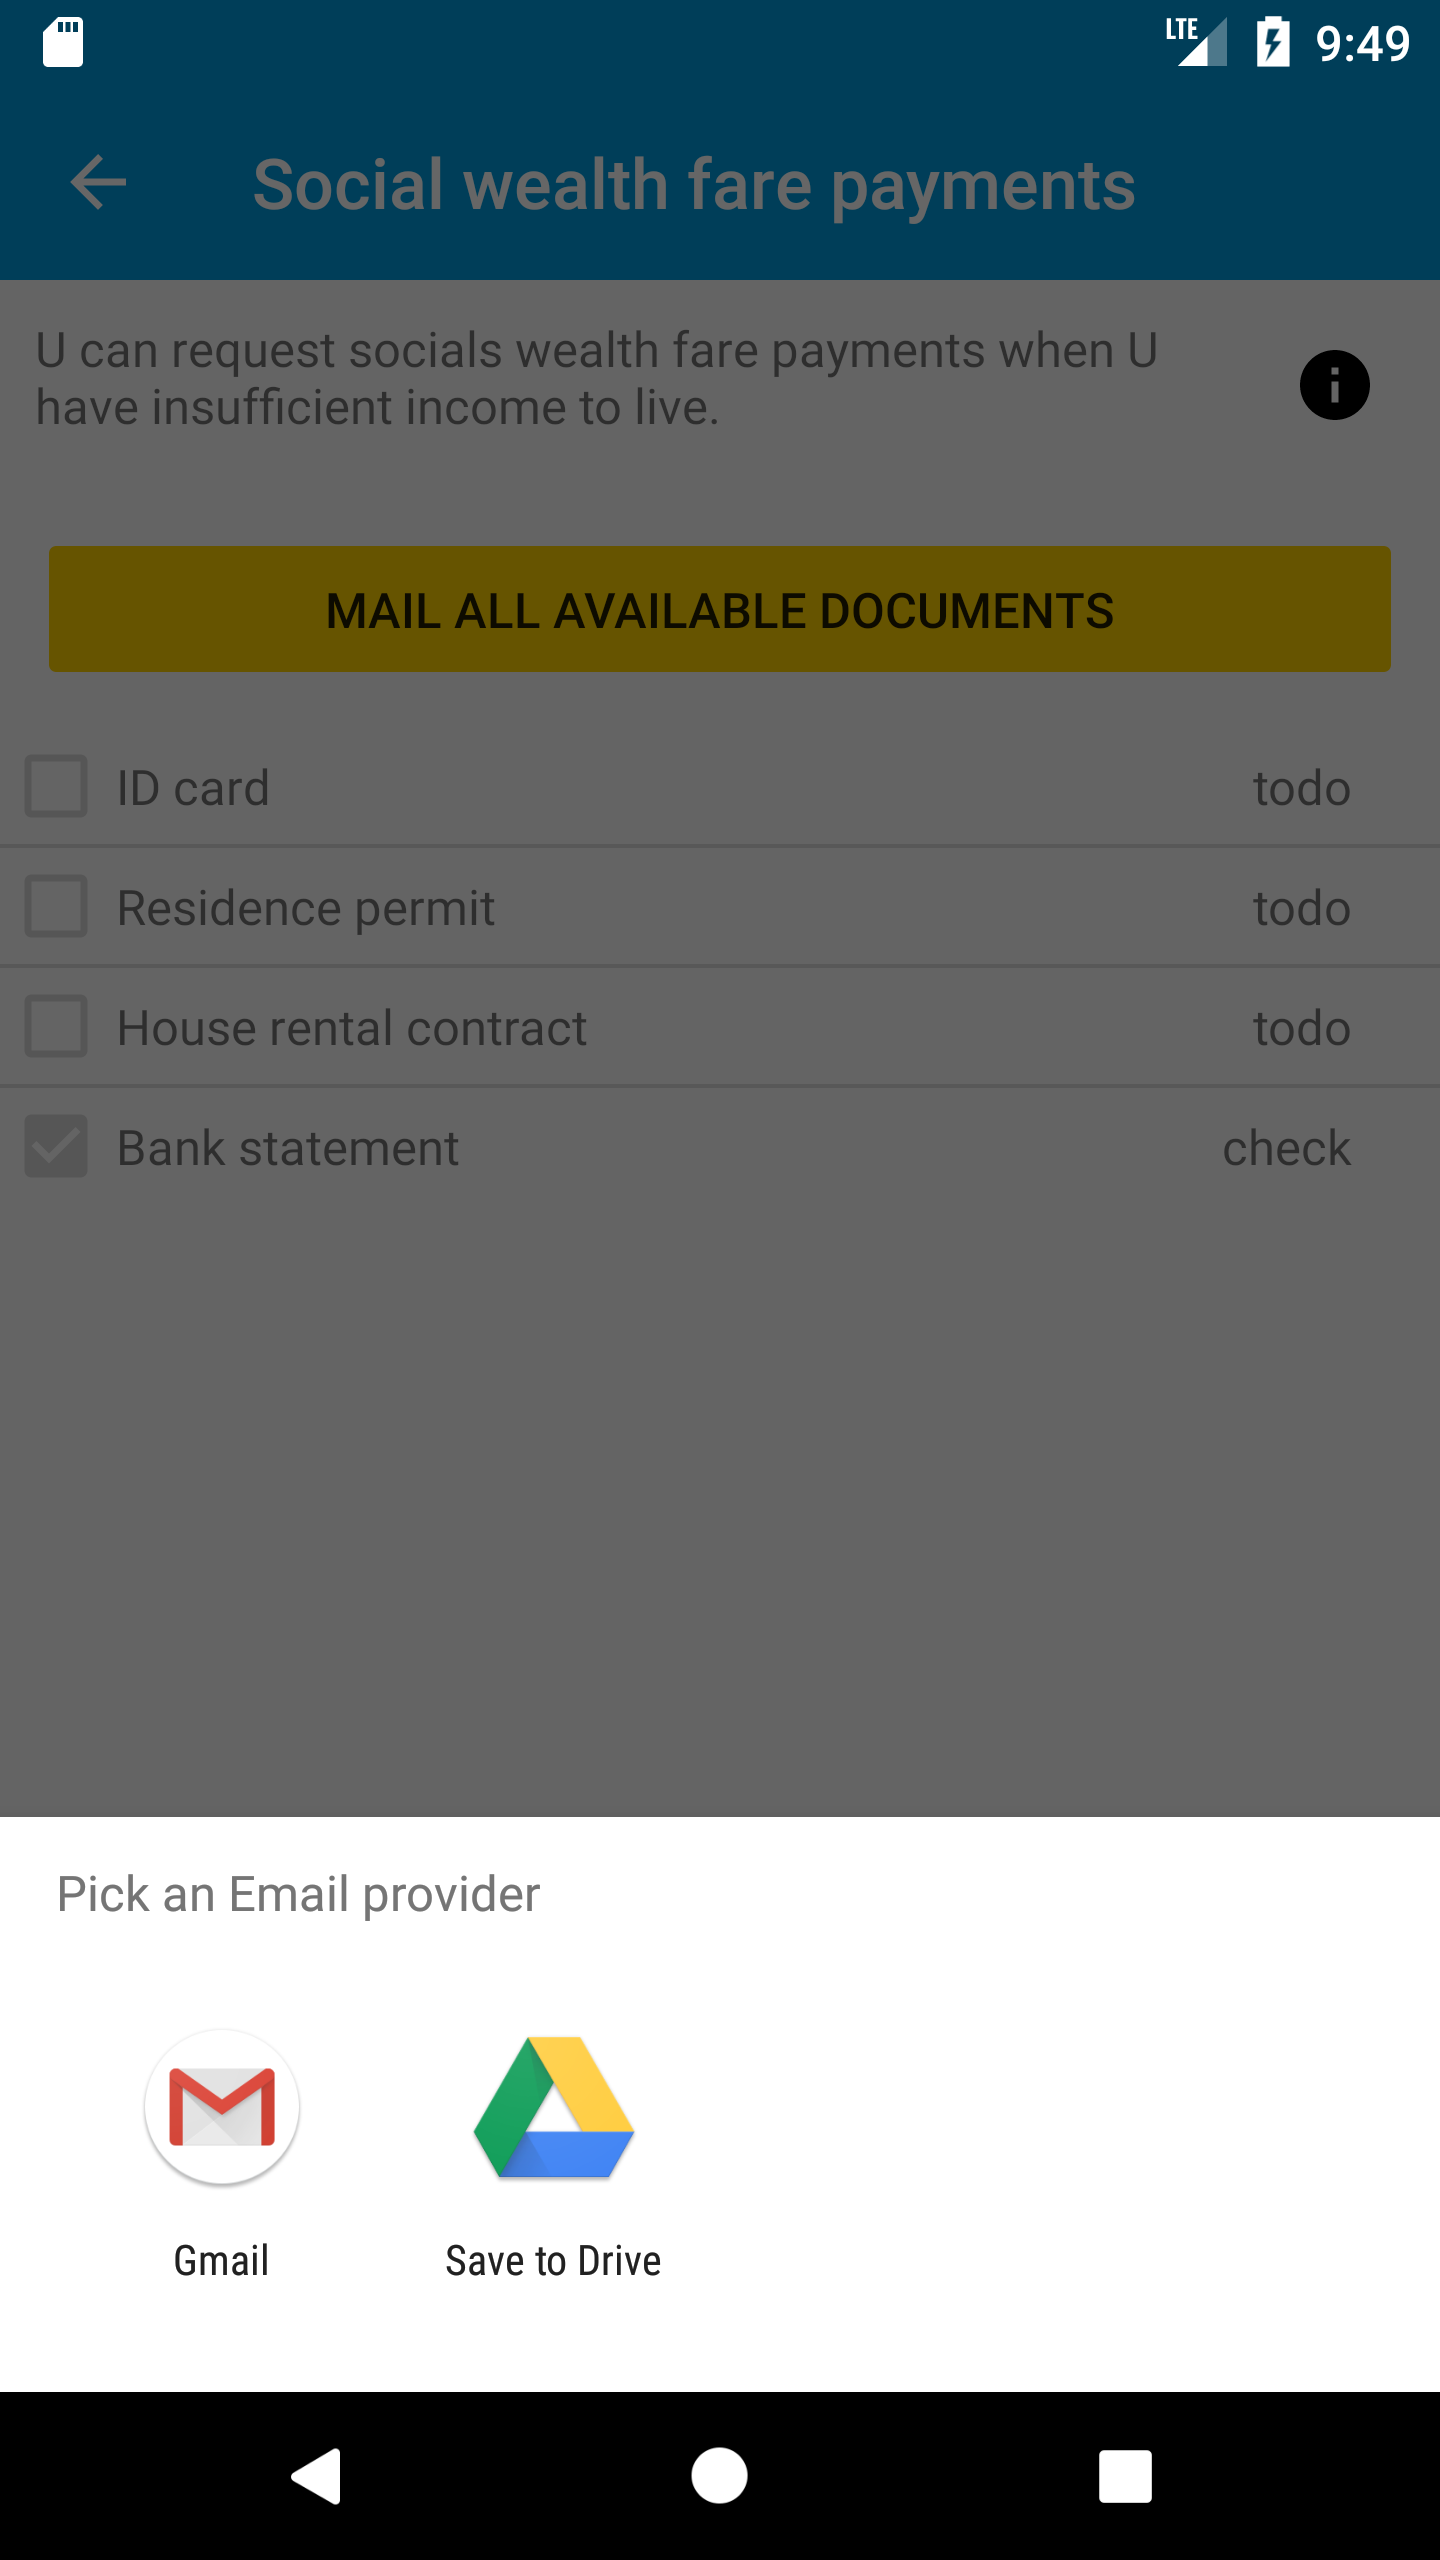 LTE 9:49
Social wealth fare payments
U can request socials wealth fare payments when U
have insufficient income to live.
MAIL ALL AVAILABLE DOCUMENTS
ID card todo
Residence permit todo
House rental contract todo
Bank statement check
Pick an Email provider
Gmail Save to Drive